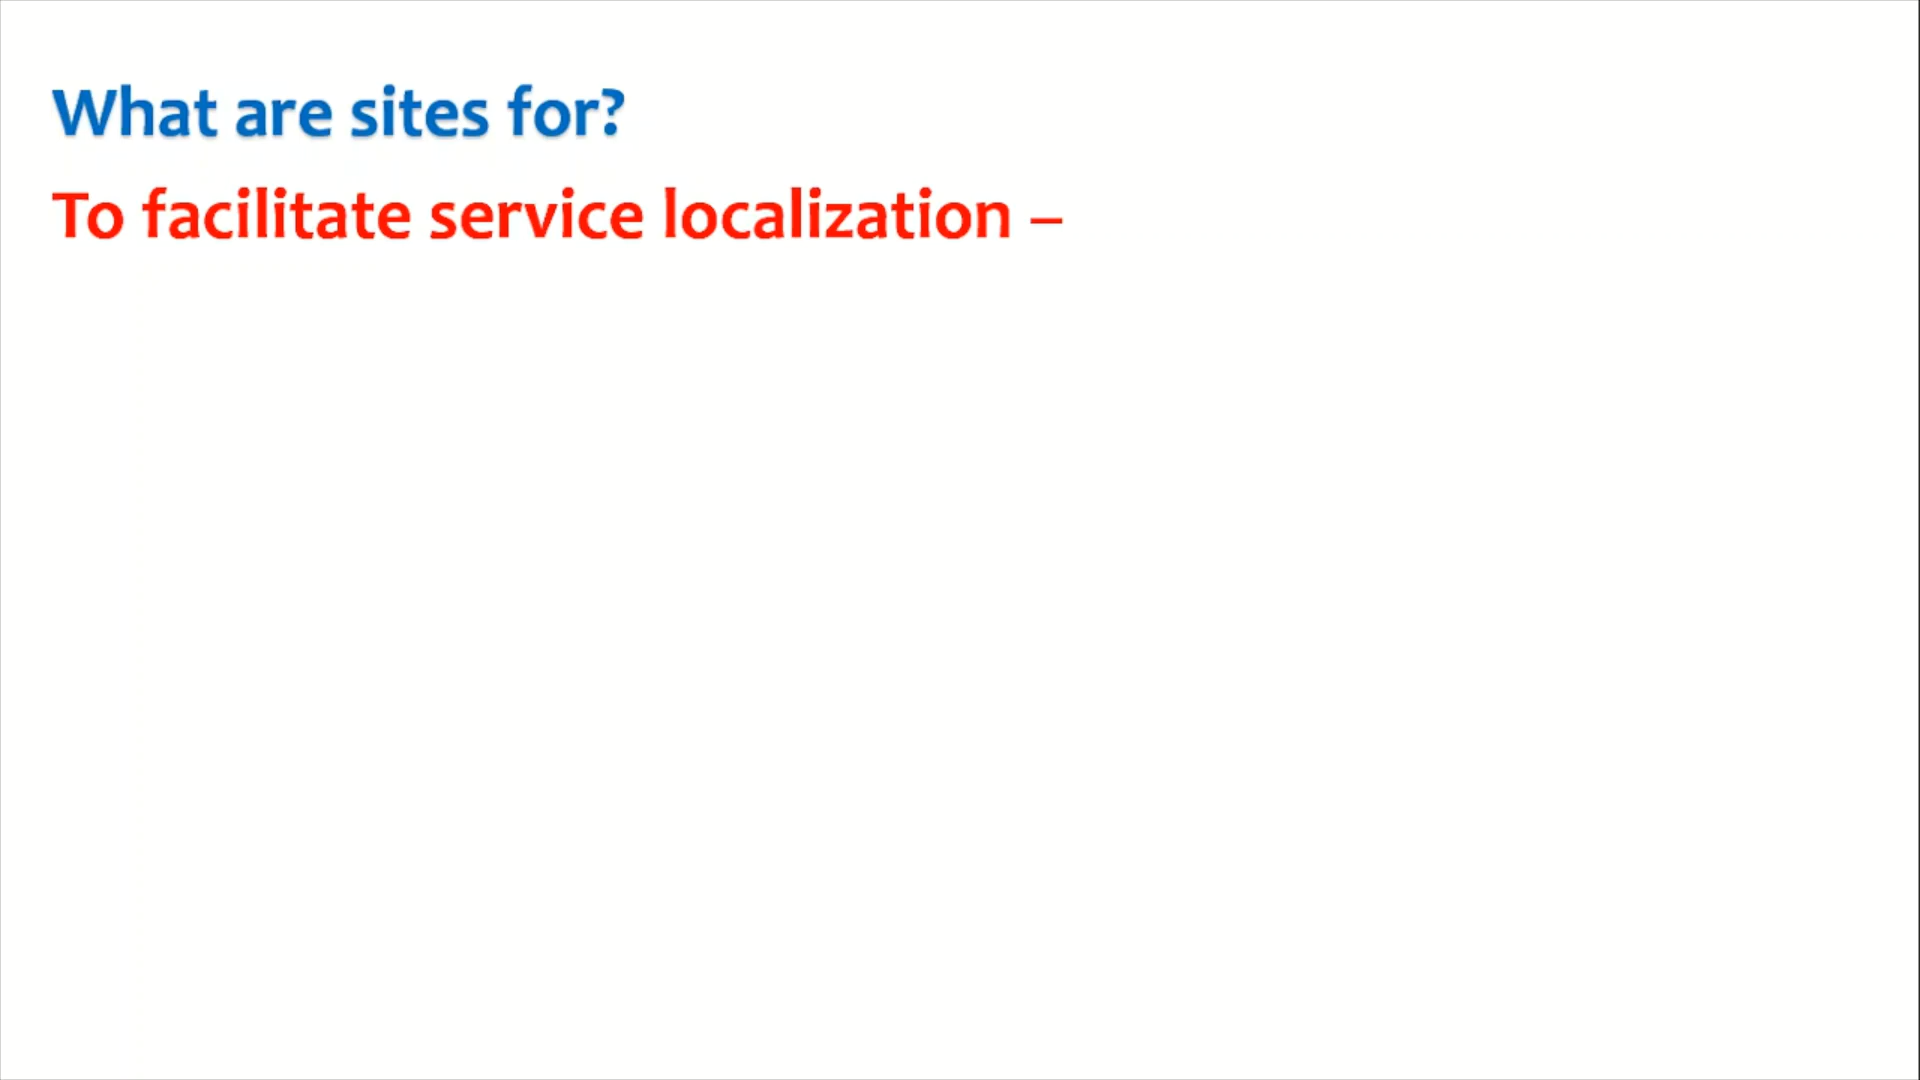 What are sites for?
To facilitate service localization –